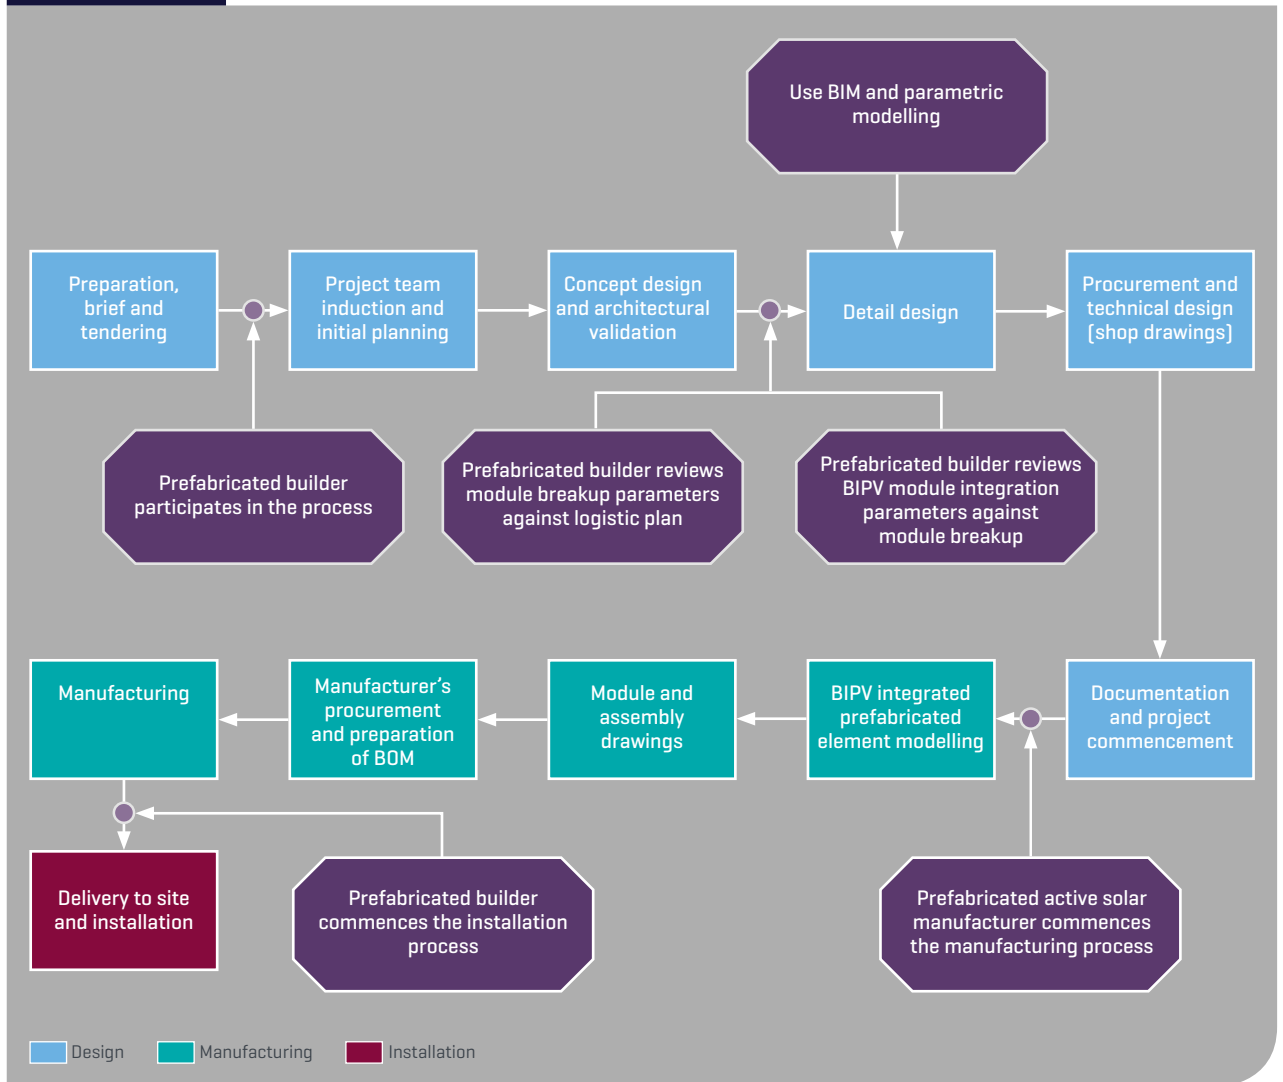 Use BIM and parametric
modelling
Preparation,
brief and
tendering
Project team
induction and
initial planning
Concept design
and architectural
validation
Detail design
Procurement and
technical design
(shop drawings)
Prefabricated builder
participates in the process
Prefabricated builder reviews
module breakup parameters
against logistic plan
Prefabricated builder reviews
BIPV module integration
parameters against
module breakup
Manufacturing
Manufacturer's
procurement
and preparation
of BOM
Module and
assembly
drawings
BIPV integrated
prefabricated
element modelling
Documentation
and project
commencement
Delivery to site
and installation
Prefabricated builder
commences the installation
process
Prefabricated active solar
manufacturer commences
the manufacturing process
Design
Manufacturing
Installation